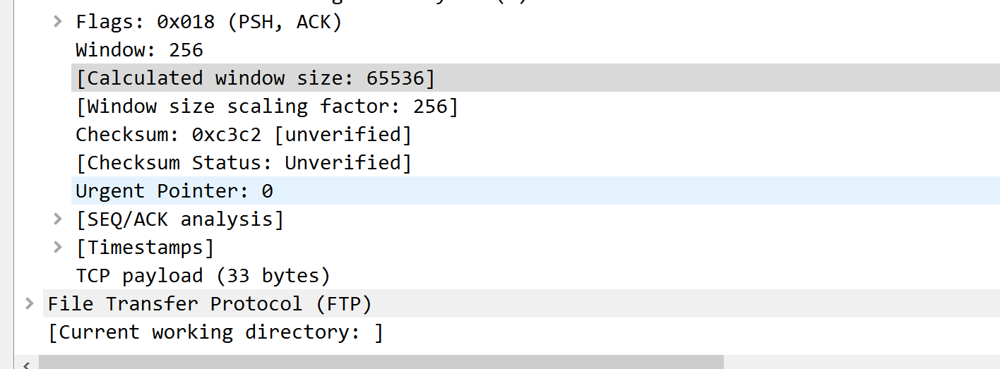 Flags: 0x018 (PSH, ACK)
Window: 256
[Calculated window size: 65536]
[Window size scaling factor: 256]
Checksum: 0xc3c2 [unverified]
[Checksum Status: Unverified]
Urgent Pointer: 0
[SEQ/ACK analysis]
[Timestamps]
TCP payload (33 bytes)
File Transfer Protocol (FTP)
[Current working directory: ]